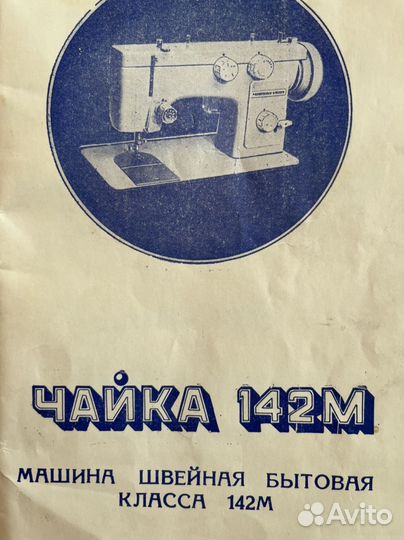 ЧАЙКА 142М
МАШИНА ШВЕЙНАЯ БЫТОВАЯ
КЛАССА 142М
Avito